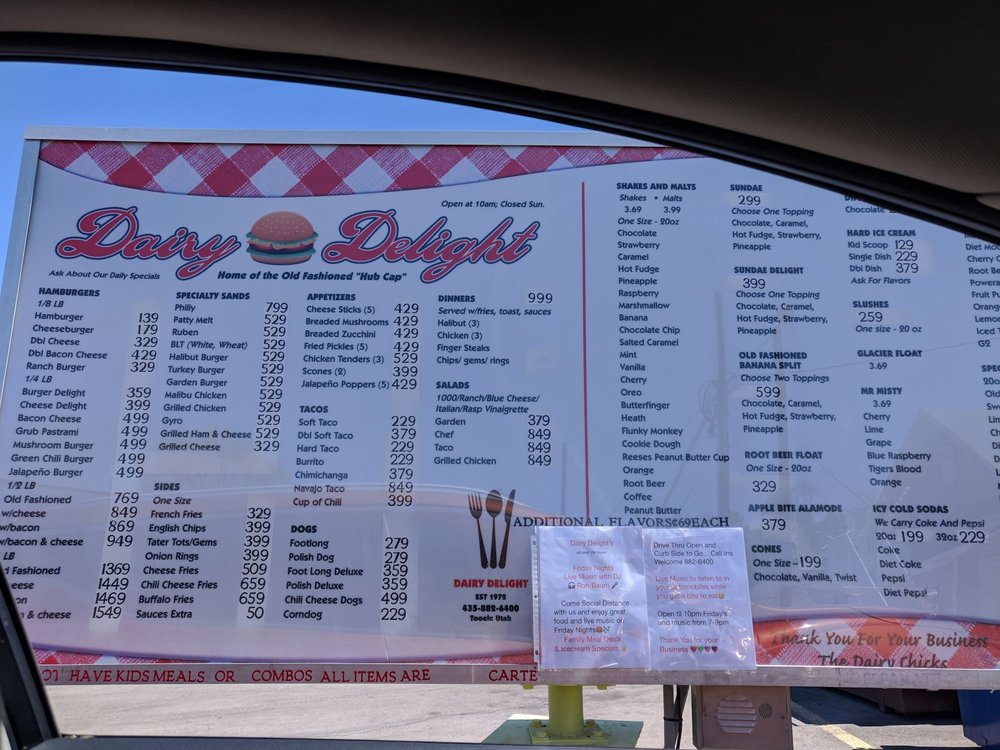 Open at 10am; Closed Sun.
Dairy Delight
Ask About Our Daily Specials
Home of the Old Fashioned "Hub Cap"
HAMBURGERS
1/8 LB
Hamburger 139
Cheeseburger 179
Dbl Cheese 329
Dbl Bacon Cheese 429
Ranch Burger 329
1/4 LB
Burger Delight 359
Cheese Delight 399
Bacon Cheese 499
Grub Pastrami 499
Mushroom Burger 499
Green Chili Burger 499
Jalapeño Burger 499
1/2 LB
Old Fashioned 769
w/cheese 849
w/bacon 869
w/bacon & cheese 949
LB
d Fashioned 1369
eese 1449
on 1469
n & cheese 1549
SPECIALTY SANDS
Philly 799
Patty Melt 529
Ruben 529
BLT (White, Wheat) 529
Halibut Burger 529
Turkey Burger 529
Garden Burger 529
Malibu Chicken 529
Grilled Chicken 529
Gyro 529
Grilled Ham & Cheese 529
Grilled Cheese 329
SIDES
One Size
French Fries 329
English Chips 399
Tater Tots/Gems 399
Onion Rings 399
Cheese Fries 509
Chili Cheese Fries 659
Buffalo Fries 659
Sauces Extra 50
APPETIZERS
Cheese Sticks (5) 429
Breaded Mushrooms 429
Breaded Zucchini 429
Fried Pickles (5) 429
Chicken Tenders (3) 529
Scones (2) 399
Jalapeño Poppers (5) 429
TACOS
Soft Taco 229
Dbl Soft Taco 379
Hard Taco 229
Burrito 229
Chimichanga 379
Navajo Taco 849
Cup of Chili 399
DOGS
Footlong 279
Polish Dog 279
Foot Long Deluxe 359
Polish Deluxe 359
Chili Cheese Dogs 499
Corndog 229
DINNERS 999
Served w/fries, toast, sauces
Halibut (3)
Chicken (3)
Finger Steaks
Chips/ gems/ rings
SALADS
1000/Ranch/Blue Cheese/
Italian/Rasp Vinaigrette
Garden 379
Chef 849
Taco 849
Grilled Chicken 849
DAIRY DELIGHT
EST 1972
435-882-6400
Tooele Utah
SHAKES AND MALTS
Shakes • Malts
3.69 3.99
One Size - 20oz
Chocolate
Strawberry
Caramel
Hot Fudge
Pineapple
Raspberry
Marshmallow
Banana
Chocolate Chip
Salted Caramel
Mint
Vanilla
Cherry
Oreo
Butterfinger
Heath
Flunky Monkey
Cookie Dough
Reeses Peanut Butter Cup
Orange
Root Beer
Coffee
Peanut Butter
ADDITIONAL FLAVORS ¢69 EACH
SUNDAE
299
Choose One Topping
Chocolate, Caramel,
Hot Fudge, Strawberry,
Pineapple
SUNDAE DELIGHT
399
Choose One Topping
Chocolate, Caramel,
Hot Fudge, Strawberry,
Pineapple
OLD FASHIONED
BANANA SPLIT
Choose Two Toppings
599
Chocolate, Caramel,
Hot Fudge, Strawberry,
Pineapple
ROOT BEER FLOAT
One Size - 20oz
329
APPLE BITE ALAMODE
379
CONES
One Size – 199
Chocolate, Vanilla, Twist
Chocolate
HARD ICE CREAM
Kid Scoop 129
Single Dish 229
Dbl Dish 379
Ask For Flavors
SLUSHES
259
One size - 20 oz
GLACIER FLOAT
3.69
MR MISTY
3.69
Cherry
Lime
Grape
Blue Raspberry
Tigers Blood
Orange
ICY COLD SODAS
We Carry Coke And Pepsi
20oz 199 32oz 229
Coke
Diet Coke
Pepsi
Diet Pepsi
Diet Mou
Cherry C
Root Be
Powera
Fruit Pu
Orange
Lemon
Iced T
G2
SPEC
Old
Dairy Delight's
Friday Nights
Live Music with DJ
Ron Baum
Come Social Distance
with us and enjoy great
food and live music on
Friday Nights
Family Meal Deals
& Icecream Specials
Drive Thru Open and
Curb Side to Go... Call Ins
Welcome 882-6400
Live Music to listen to in
your automobiles while
you get a bite to eat
Open til 10pm Friday's
and music from 7-9pm
Thank You for your
Business
Thank You For Your Business
The Dairy Chicks
HAVE KIDS MEALS OR COMBOS ALL ITEMS ARE CARTE